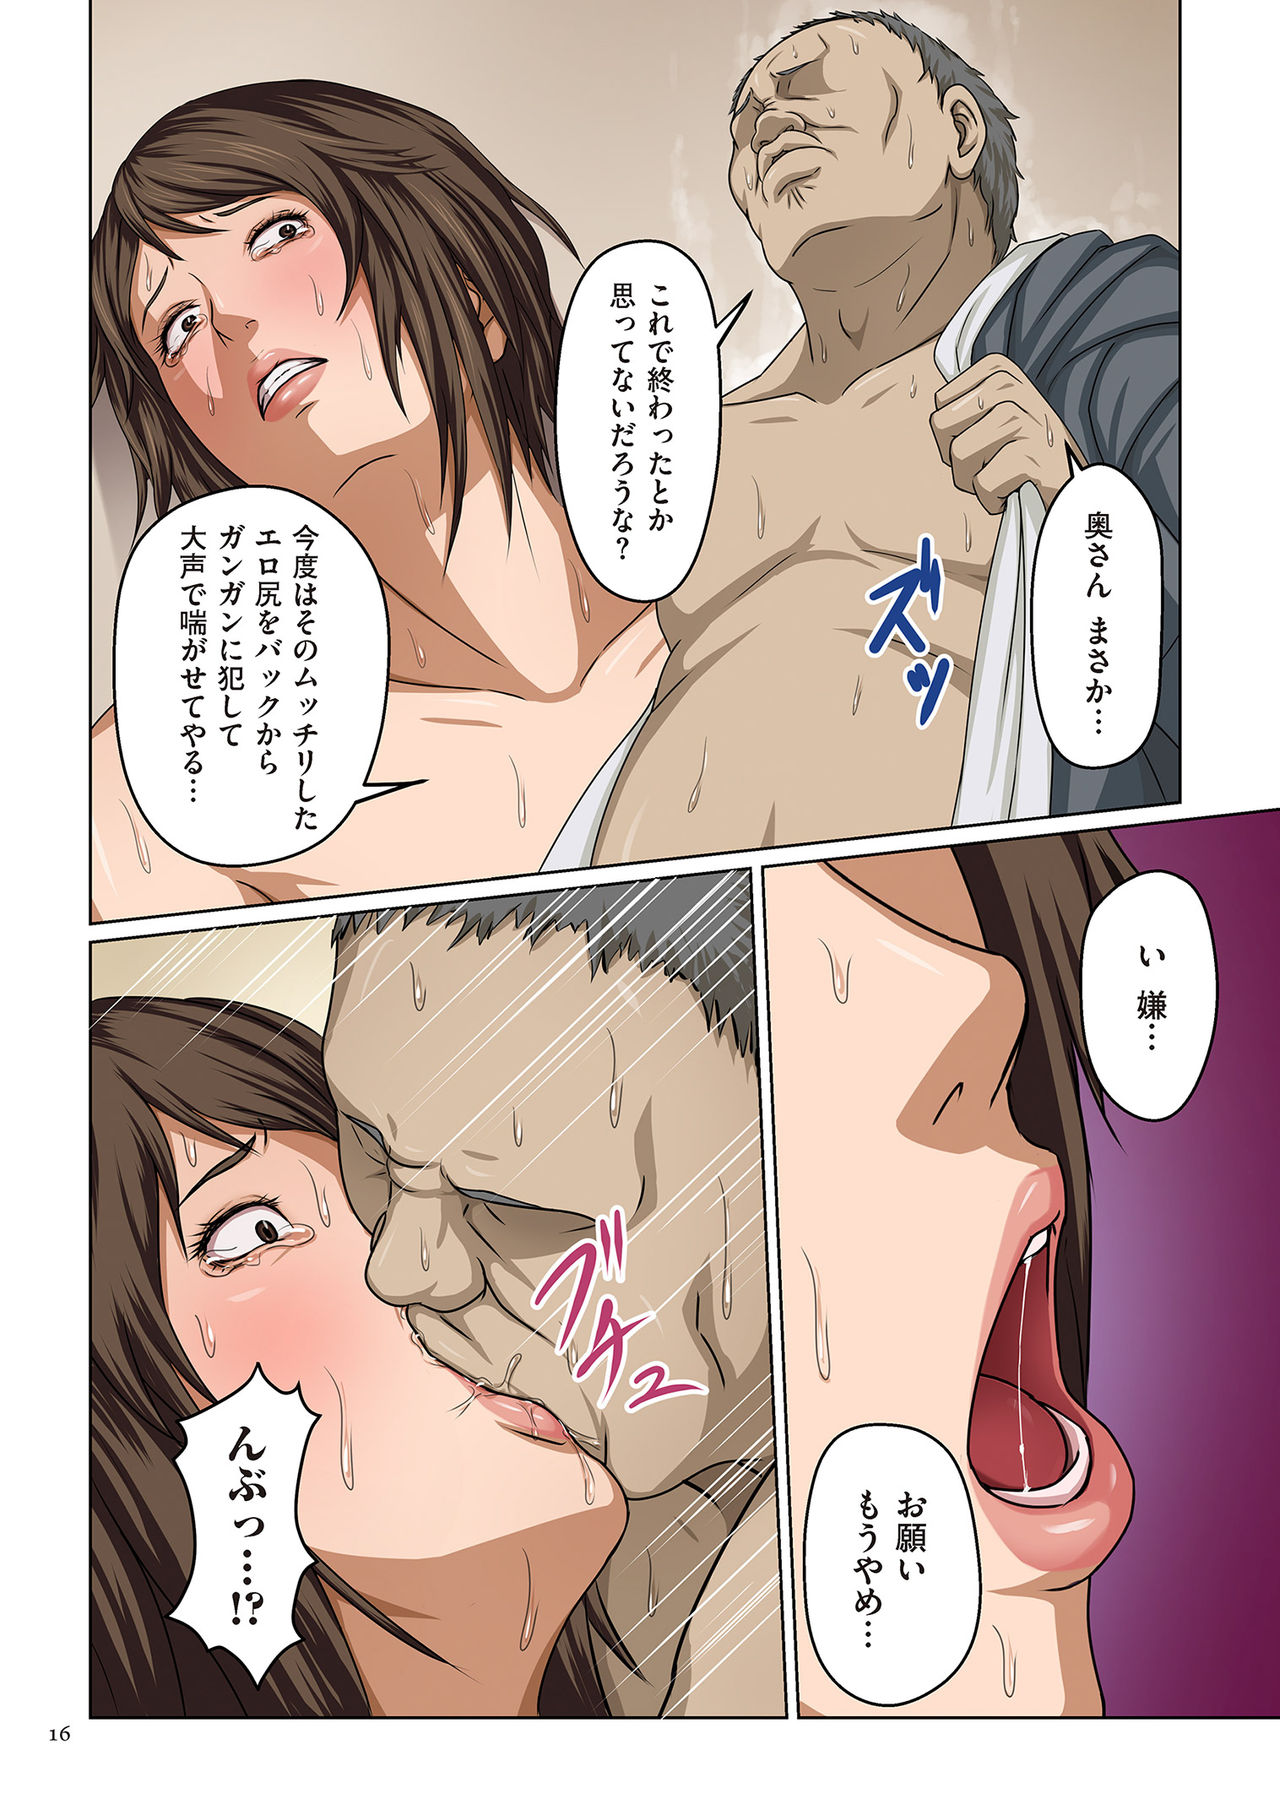 奥さん まさか…
これで終わったとか
思ってないだろうな?
ズッ
今度はそのムッチリした
エロ尻をバックから
ガンガンに犯して
大声で喘がせてやる…
い 嫌…
お願い
もうやめ…
ブチュ
んぶっ…!?
16